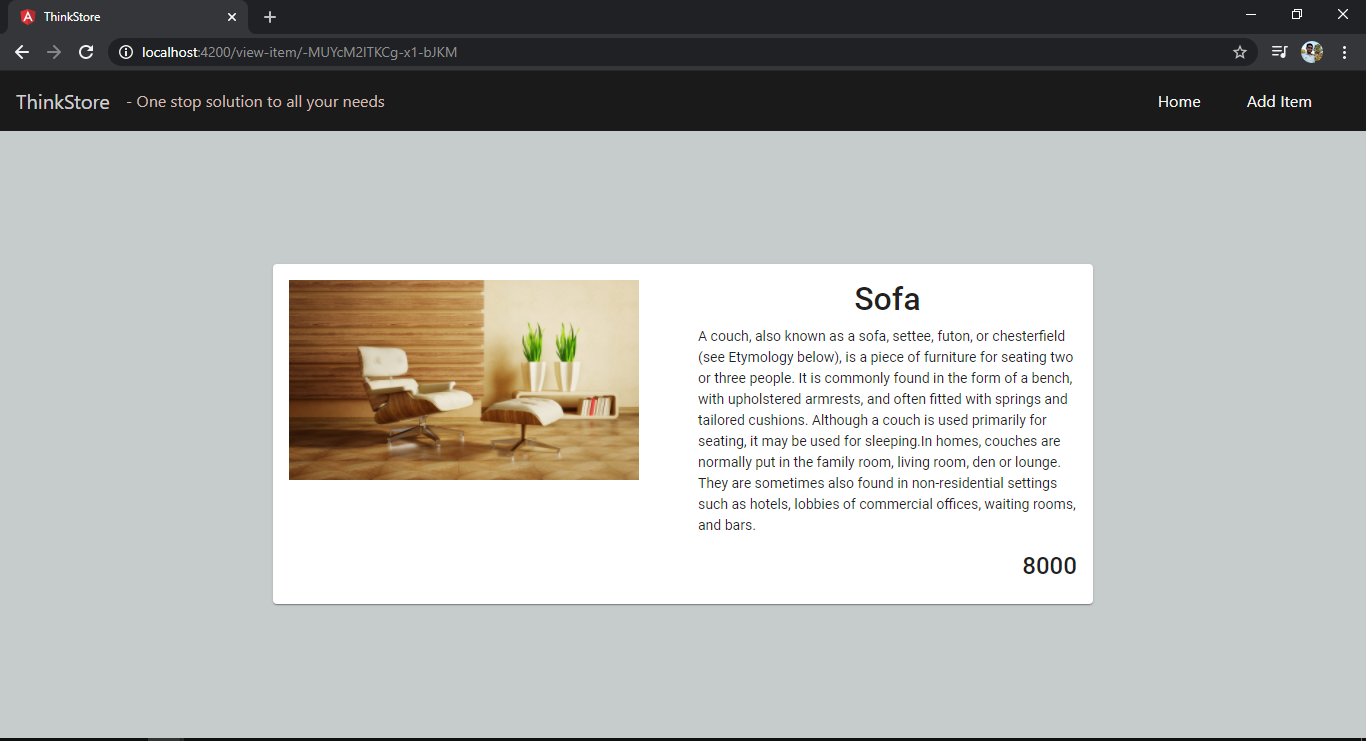 ThinkStore
localhost:4200/view-item/-MUYcM2lTKCg-x1-bJKM
ThinkStore - One stop solution to all your needs Home Add Item
Sofa
A couch, also known as a sofa, settee, futon, or chesterfield
(see Etymology below), is a piece of furniture for seating two
or three people. It is commonly found in the form of a bench,
with upholstered armrests, and often fitted with springs and
tailored cushions. Although a couch is used primarily for
seating, it may be used for sleeping.In homes, couches are
normally put in the family room, living room, den or lounge.
They are sometimes also found in non-residential settings
such as hotels, lobbies of commercial offices, waiting rooms,
and bars.
8000